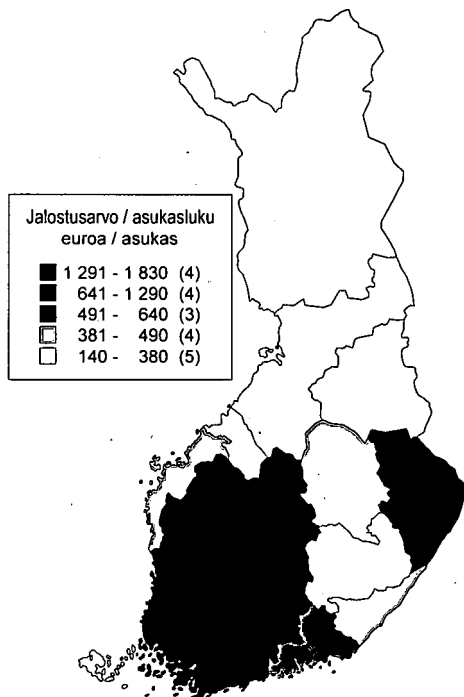 Jalostusarvo / asukasluku
euroa / asukas
1 291 - 1 830 (4)
641 - 1 290 (4)
491 - 640 (3)
381 - 490 (4)
140 - 380 (5)